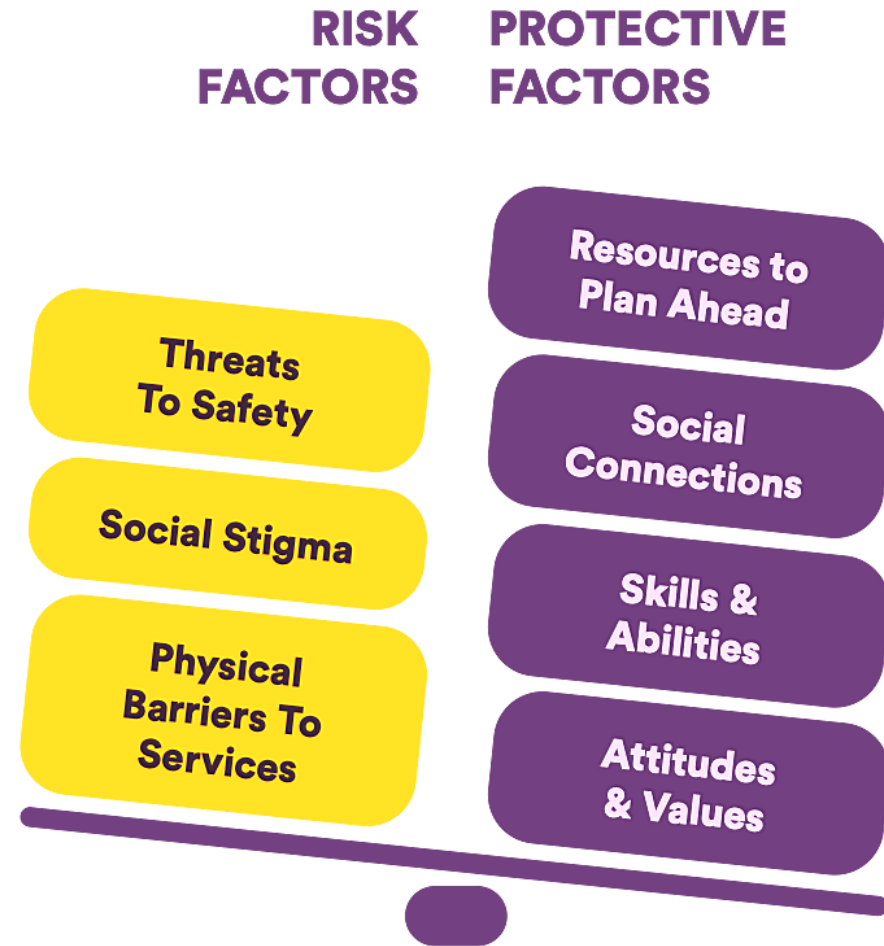 RISK
FACTORS
PROTECTIVE
FACTORS
Threats
To Safety
Social Stigma
Physical
Barriers To
Services
Resources to
Plan Ahead
Social
Connections
Skills &
Abilities
Attitudes
& Values